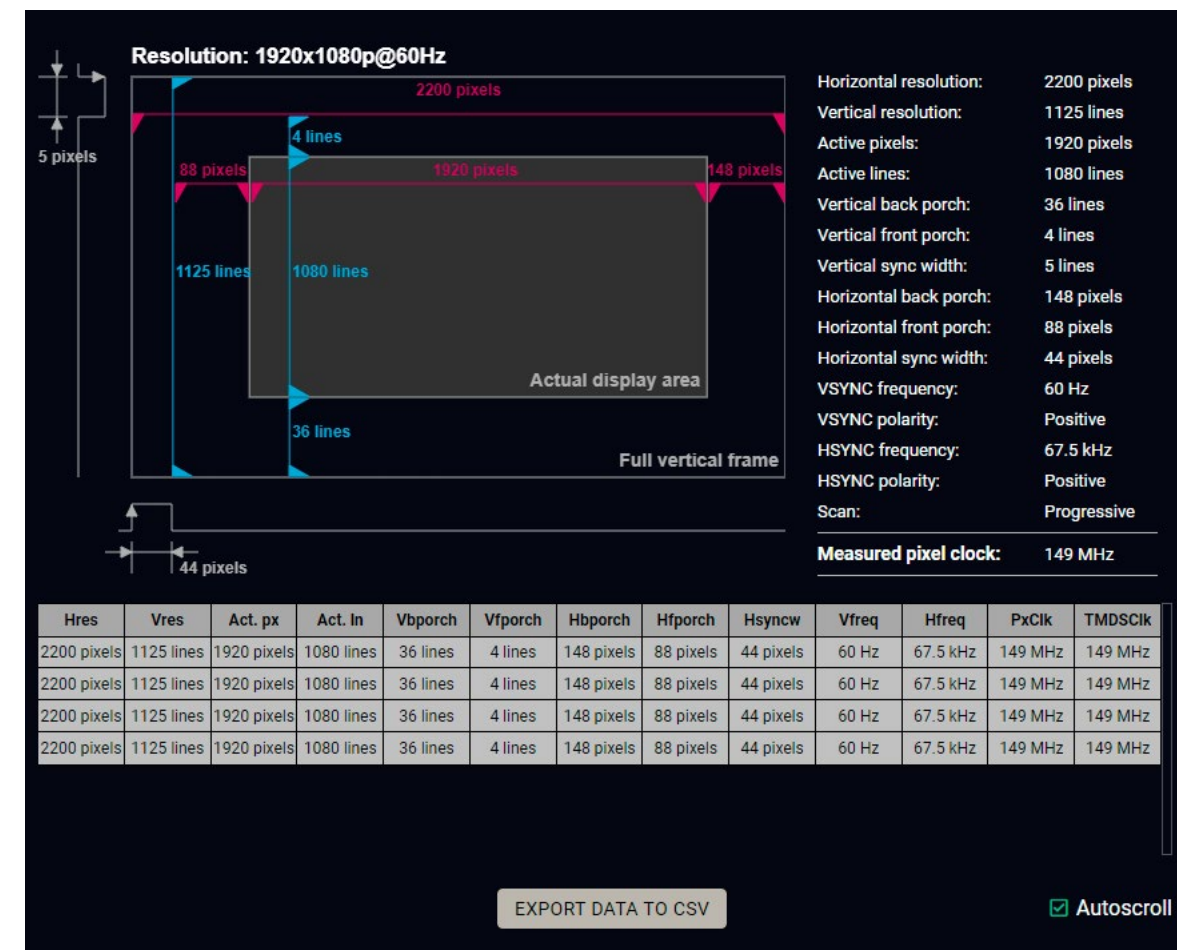 Resolution: 1920x1080p@60Hz
2200 pixels
4 lines
5 pixels
88 pixels
1920 pixels
148 pixels
1125 lines
1080 lines
Actual display area
36 lines
Full vertical frame
44 pixels
Horizontal resolution: 2200 pixels
Vertical resolution: 1125 lines
Active pixels: 1920 pixels
Active lines: 1080 lines
Vertical back porch: 36 lines
Vertical front porch: 4 lines
Vertical sync width: 5 lines
Horizontal back porch: 148 pixels
Horizontal front porch: 88 pixels
Horizontal sync width: 44 pixels
VSYNC frequency: 60 Hz
VSYNC polarity: Positive
HSYNC frequency: 67.5 kHz
HSYNC polarity: Positive
Scan: Progressive
Measured pixel clock: 149 MHz
Hres Vres Act. px Act. ln Vbporch Vfporch Hbporch Hfporch Hsyncw Vfreq Hfreq PxClk TMDSClk
2200 pixels 1125 lines 1920 pixels 1080 lines 36 lines 4 lines 148 pixels 88 pixels 44 pixels 60 Hz 67.5 kHz 149 MHz 149 MHz
2200 pixels 1125 lines 1920 pixels 1080 lines 36 lines 4 lines 148 pixels 88 pixels 44 pixels 60 Hz 67.5 kHz 149 MHz 149 MHz
2200 pixels 1125 lines 1920 pixels 1080 lines 36 lines 4 lines 148 pixels 88 pixels 44 pixels 60 Hz 67.5 kHz 149 MHz 149 MHz
2200 pixels 1125 lines 1920 pixels 1080 lines 36 lines 4 lines 148 pixels 88 pixels 44 pixels 60 Hz 67.5 kHz 149 MHz 149 MHz
EXPORT DATA TO CSV
Autoscroll